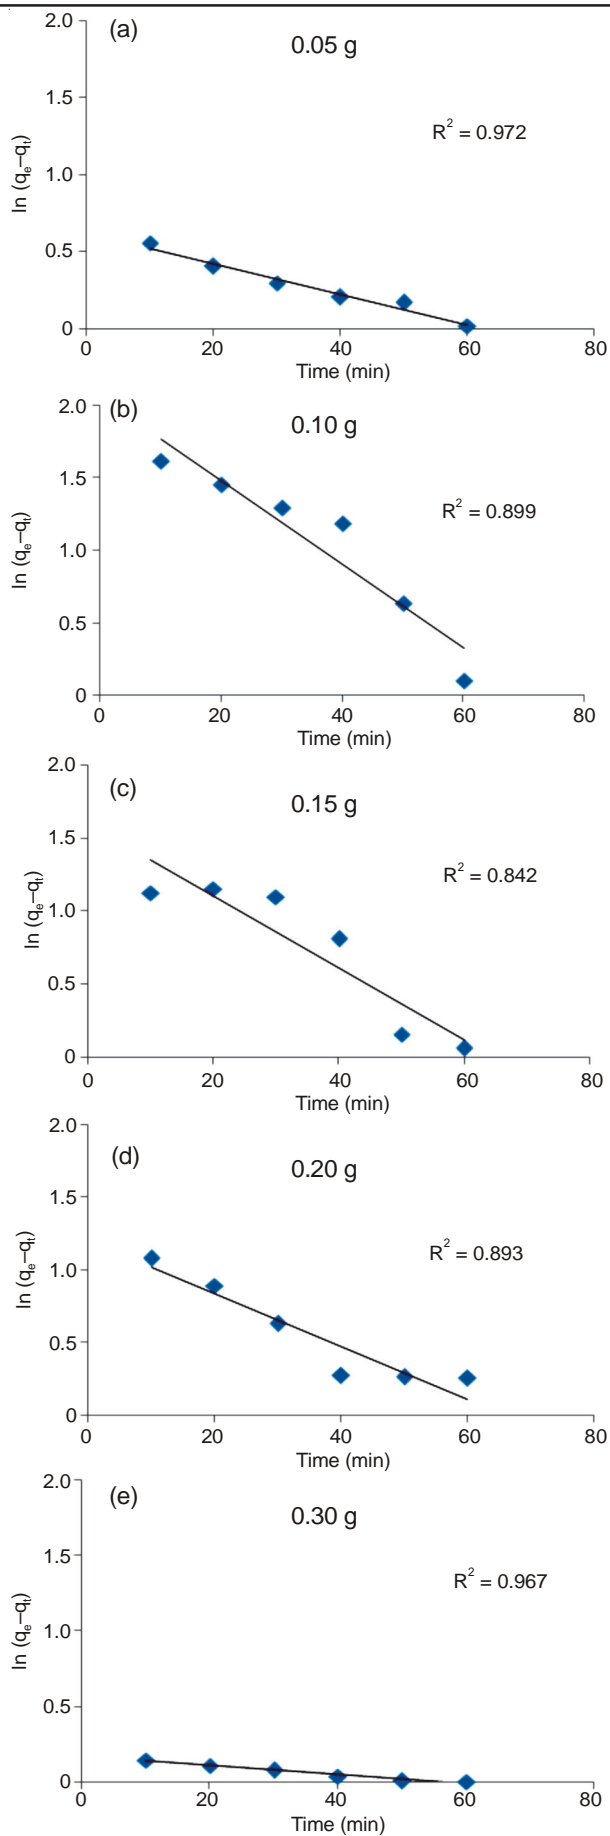 (a)
0.05 g
R² = 0.972
2.0
1.5
1.0
0.5
0
ln (qₑ–qₜ)
0 20 40 60 80
Time (min)
(b)
0.10 g
R² = 0.899
2.0
1.5
1.0
0.5
0
ln (qₑ–qₜ)
0 20 40 60 80
Time (min)
(c)
0.15 g
R² = 0.842
2.0
1.5
1.0
0.5
0
ln (qₑ–qₜ)
0 20 40 60 80
Time (min)
(d)
0.20 g
R² = 0.893
2.0
1.5
1.0
0.5
0
ln (qₑ–qₜ)
0 20 40 60 80
Time (min)
(e)
0.30 g
R² = 0.967
2.0
1.5
1.0
0.5
0
ln (qₑ–qₜ)
0 20 40 60 80
Time (min)